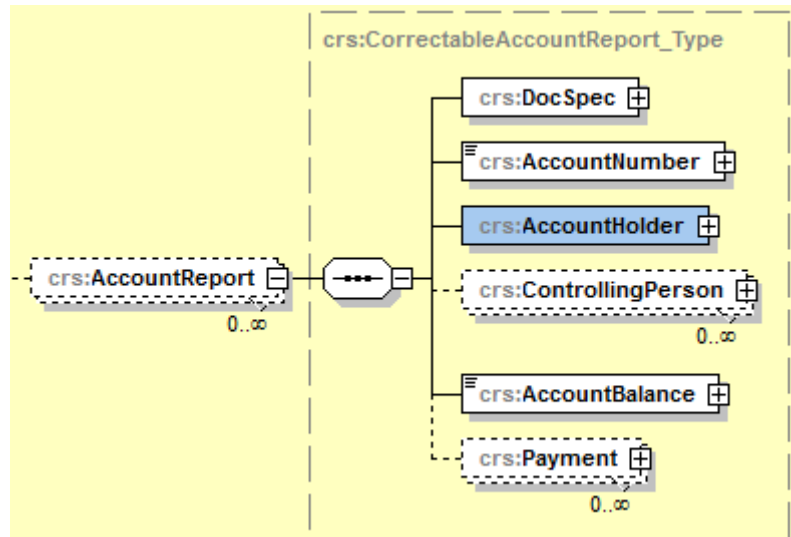 crs:CorrectableAccountReport_Type
crs:DocSpec
crs:AccountNumber
crs:AccountHolder
crs:AccountReport
0..∞
crs:ControllingPerson
0..∞
crs:AccountBalance
crs:Payment
0..∞